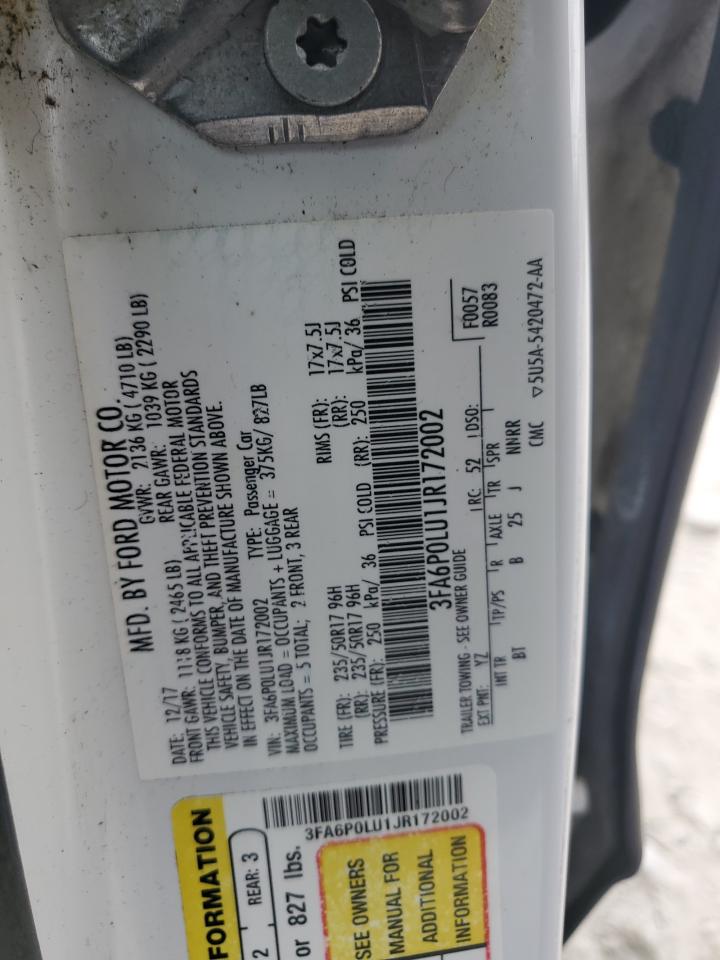 MFD. BY FORD MOTOR CO.
DATE: 12/17 GVWR: 2136 KG ( 4710 LB)
FRONT GAWR: 1118 KG ( 2465 LB) REAR GAWR: 1039 KG ( 2290 LB)
THIS VEHICLE CONFORMS TO ALL APPLICABLE FEDERAL MOTOR
VEHICLE SAFETY, BUMPER, AND THEFT PREVENTION STANDARDS
IN EFFECT ON THE DATE OF MANUFACTURE SHOWN ABOVE.
VIN: 3FA6P0LU1JR172002 TYPE: Passenger Car
MAXIMUM LOAD = OCCUPANTS + LUGGAGE = 375KG/ 827LB
OCCUPANTS = 5 TOTAL; 2 FRONT, 3 REAR
TIRE (FR): 235/50R17 96H RIMS (FR): 17x7.5J
(RR): 235/50R17 96H (RR): 17x7.5J
PRESSURE (FR): 250 kPa/ 36 PSI COLD (RR): 250 kPa/ 36 PSI COLD
3FA6P0LU1JR172002
TRAILER TOWING - SEE OWNER GUIDE
EXT PNT: YZ RC: 52 DSO: F0057
R0083
INT TR TP/PS R AXLE TR SPR
BT B 25 J NNRR
CMC ▽5U5A-5420472-AA
3FA6P0LU1JR172002
FORMATION
2 REAR: 3
or 827 lbs.
SEE OWNERS
MANUAL FOR
ADDITIONAL
INFORMATION